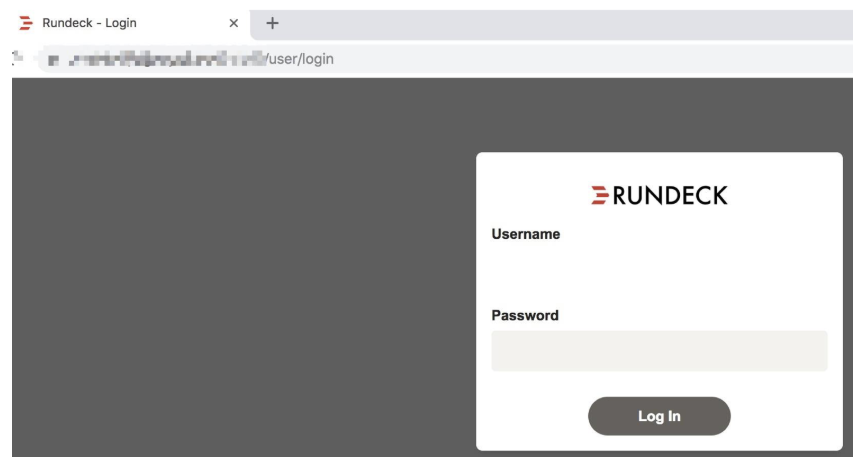 Rundeck - Login
/user/login
RUNDECK
Username
Password
Log In